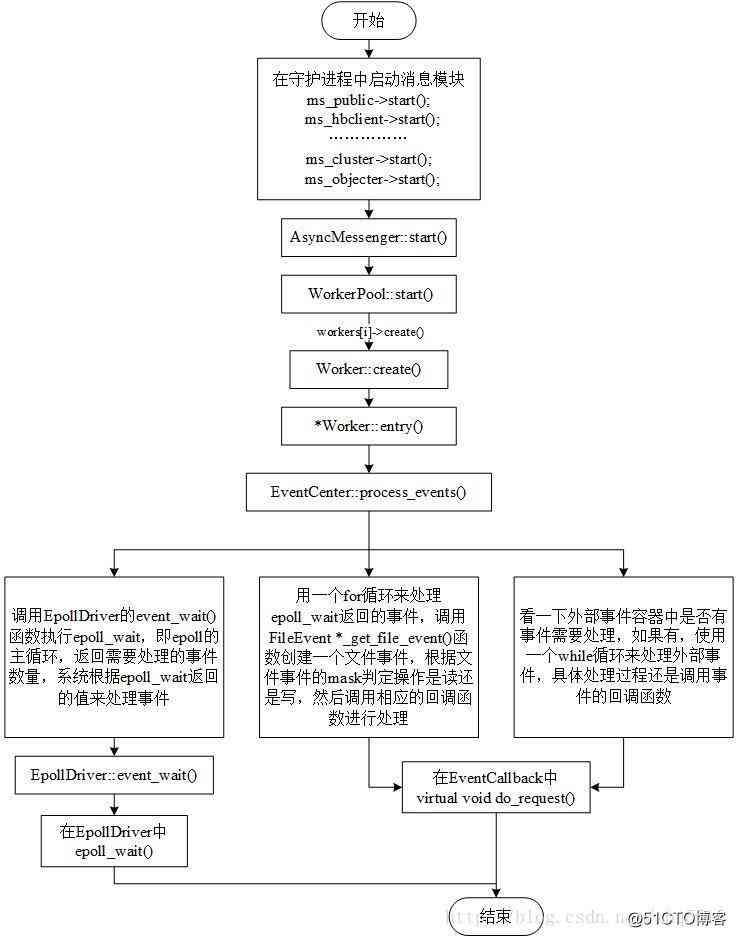 开始
在守护进程中启动消息模块
ms_public->start();
ms_hbclient->start();
……………
ms_cluster->start();
ms_objecter->start();
AsyncMessenger::start()
WorkerPool::start()
workers[i]->create()
Worker::create()
*Worker::entry()
EventCenter::process_events()
调用EpollDriver的event_wait()
函数执行epoll_wait，即epoll的
主循环，返回需要处理的事件
数量，系统根据epoll_wait返回
的值来处理事件
用一个for循环来处理
epoll_wait返回的事件，调用
FileEvent *_get_file_event()函
数创建一个文件事件，根据文
件事件的mask判定操作是读还
是写，然后调用相应的回调函
数进行处理
看一下外部事件容器中是否有
事件需要处理，如果有，使用
一个while循环来处理外部事
件，具体处理过程还是调用事
件的回调函数
EpollDriver::event_wait()
在EventCallback中
virtual void do_request()
在EpollDriver中
epoll_wait()
结束
@51CTO博客